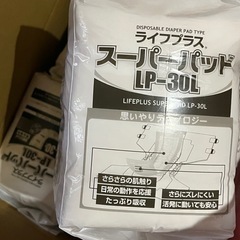 DISPOSABLE DIAPER PAD TYPE
ライフプラス
スーパーパッド
LP-30L
LIFEPLUS SUPER PAD LP-30L
思いやりテクノロジー
さらさらの肌触り
日常の動作を応援
たっぷり吸収
さらにズレにくい
活発に動いても安心